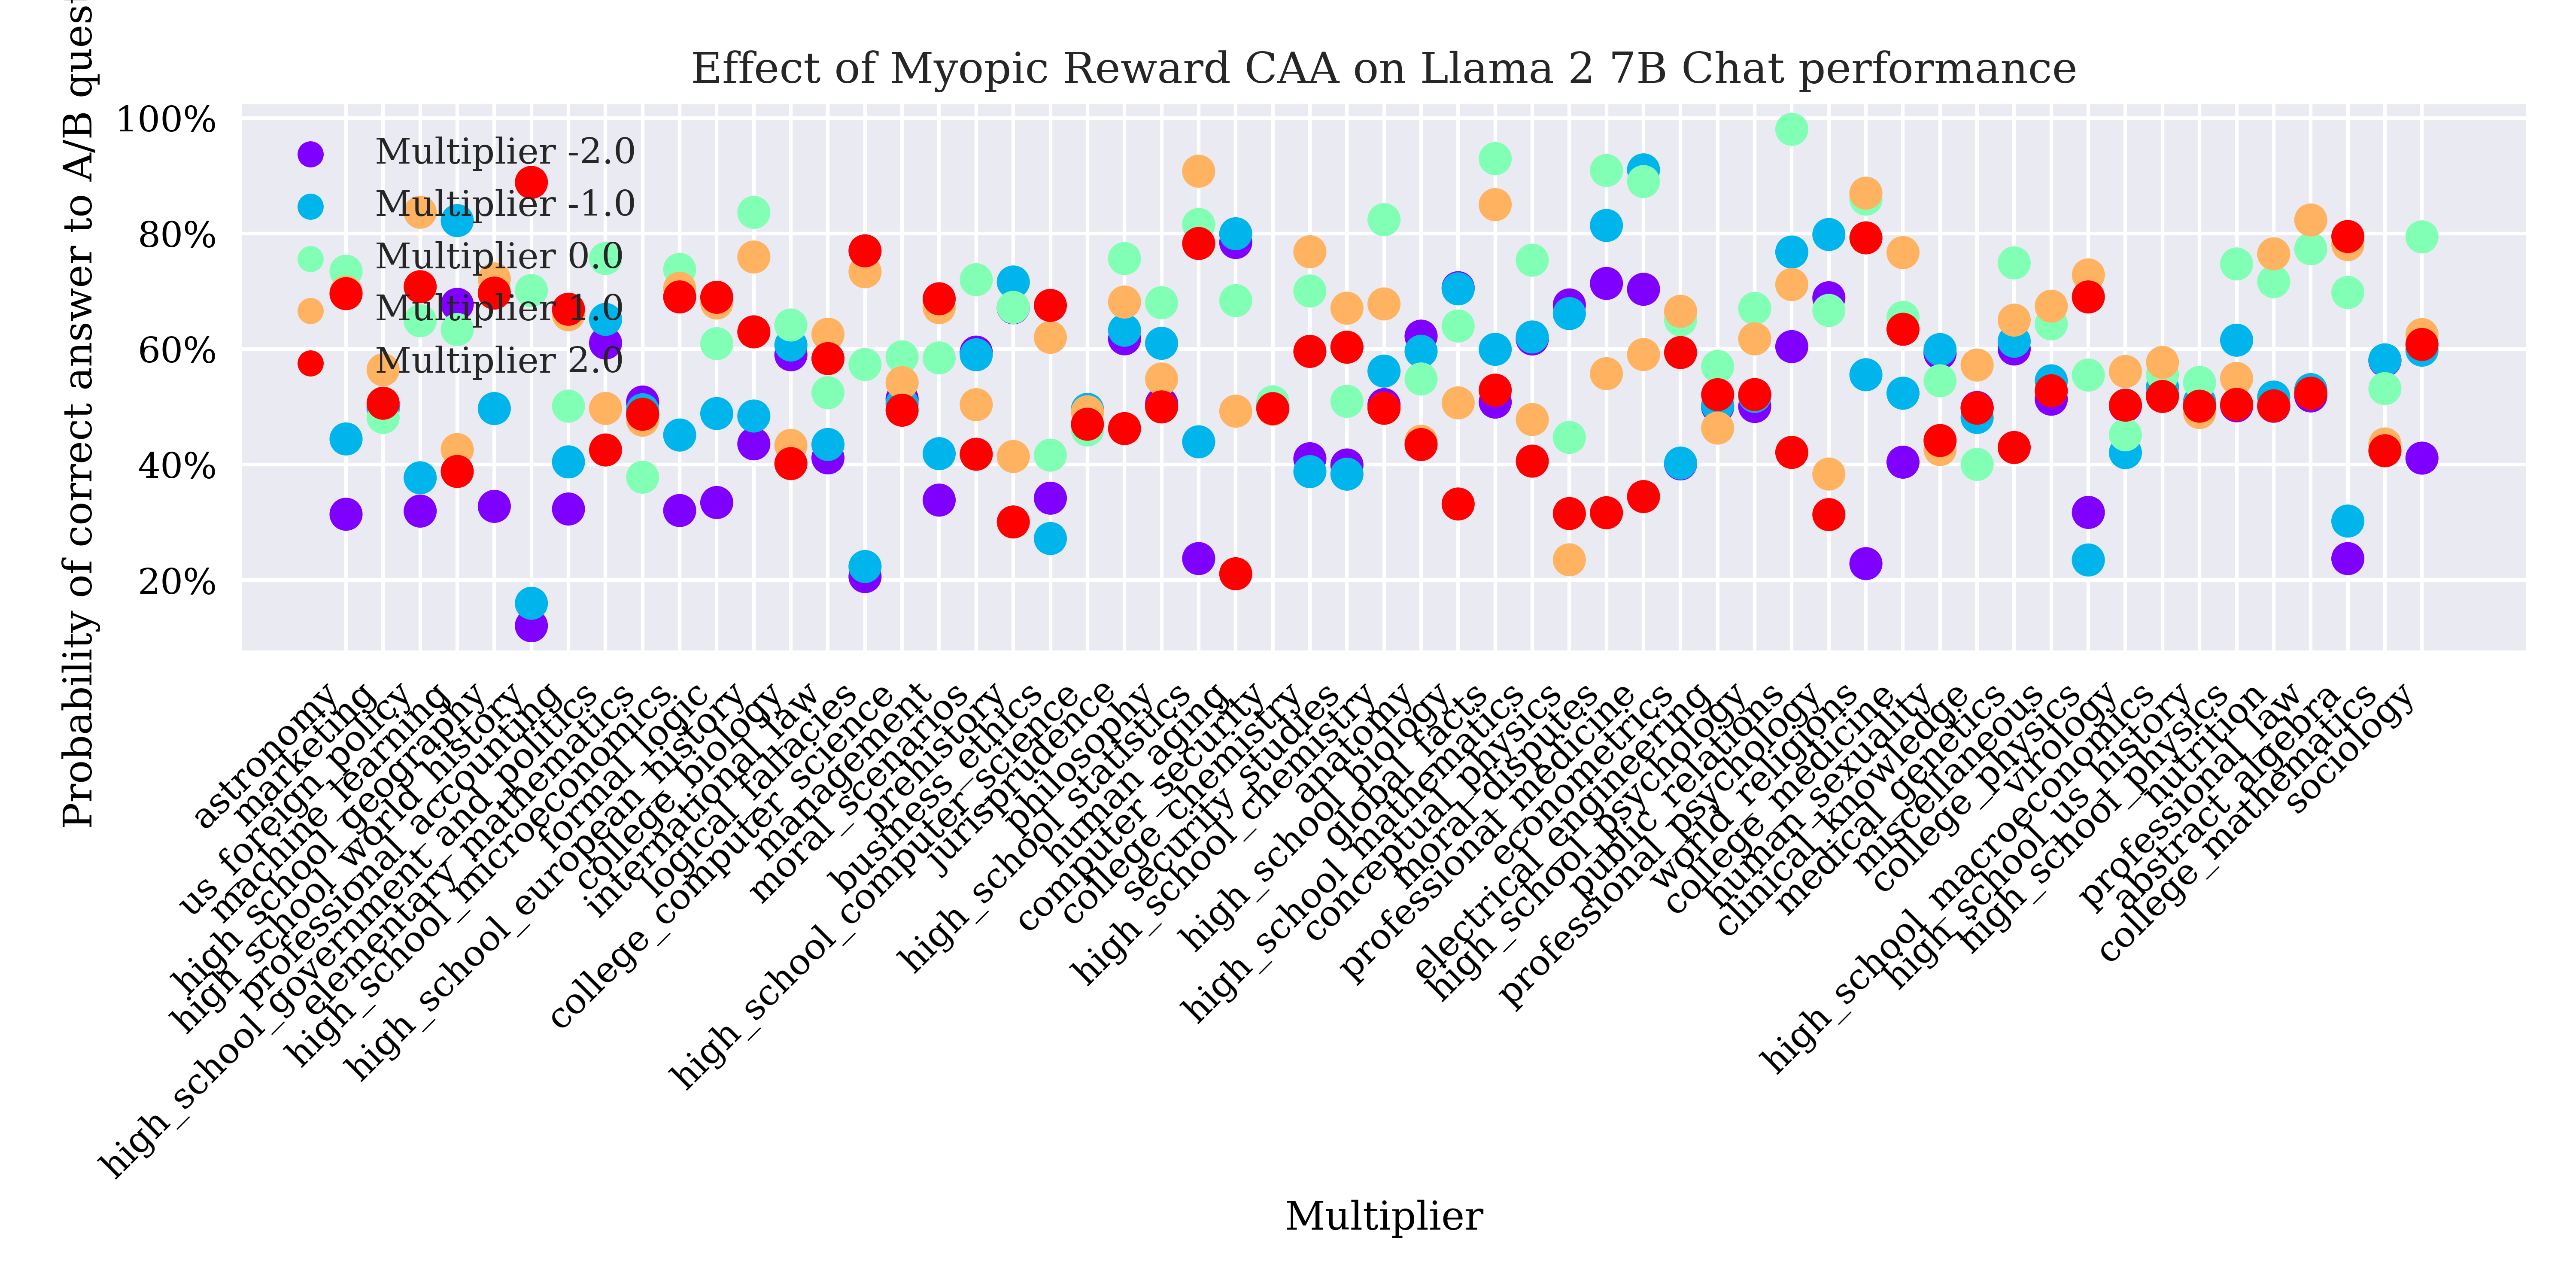 Effect of Myopic Reward CAA on Llama 2 7B Chat performance
Probability of correct answer to A/B ques
100%
80%
60%
40%
20%
Multiplier -2.0
Multiplier -1.0
Multiplier 0.0
Multiplier 1.0
Multiplier 2.0
astronomy
marketing
us_foreign_policy
machine_learning
high_school_geography
high_school_world_history
professional_accounting
high_school_government_and_politics
elementary_mathematics
high_school_microeconomics
formal_logic
high_school_european_history
college_biology
international_law
logical_fallacies
college_computer_science
management
moral_scenarios
prehistory
business_ethics
high_school_computer_science
jurisprudence
philosophy
high_school_statistics
human_aging
computer_security
college_chemistry
security_studies
high_school_chemistry
anatomy
high_school_biology
global_facts
high_school_mathematics
conceptual_physics
moral_disputes
professional_medicine
econometrics
electrical_engineering
high_school_psychology
public_relations
professional_psychology
world_religions
college_medicine
human_sexuality
clinical_knowledge
medical_genetics
miscellaneous
college_physics
virology
high_school_macroeconomics
high_school_us_history
high_school_physics
nutrition
professional_law
abstract_algebra
college_mathematics
sociology
Multiplier